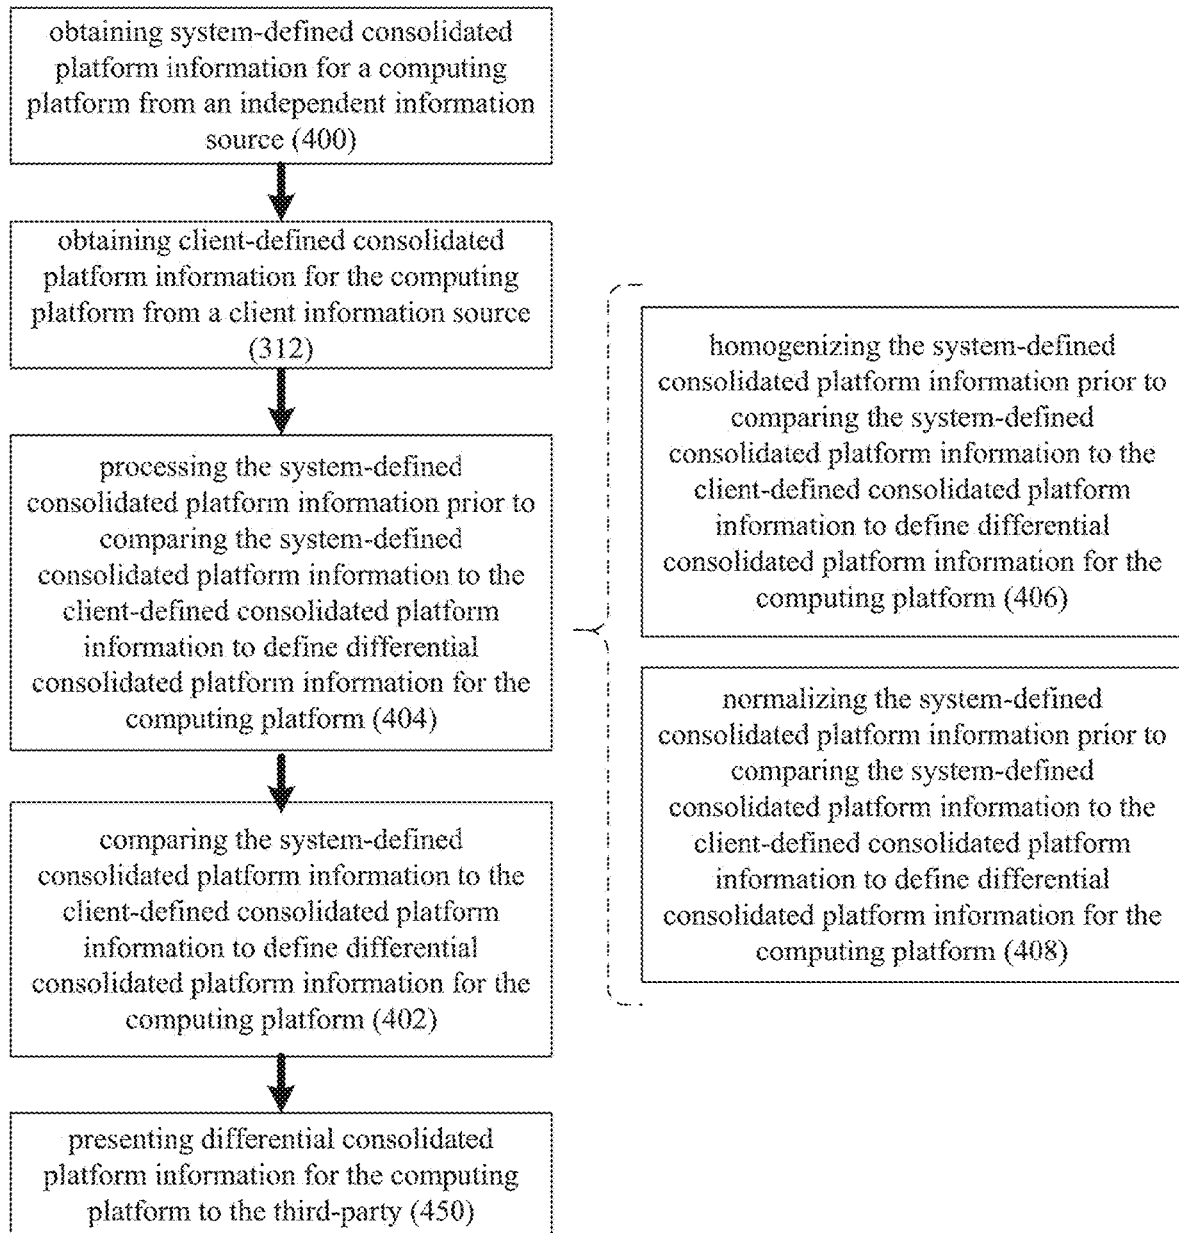 obtaining system-defined consolidated
platform information for a computing
platform from an independent information
source (400)
obtaining client-defined consolidated
platform information for the computing
platform from a client information source
(312)
processing the system-defined
consolidated platform information prior to
comparing the system-defined
consolidated platform information to the
client-defined consolidated platform
information to define differential
consolidated platform information for the
computing platform (404)
comparing the system-defined
consolidated platform information to the
client-defined consolidated platform
information to define differential
consolidated platform information for the
computing platform (402)
presenting differential consolidated
platform information for the computing
platform to the third-party (450)
homogenizing the system-defined
consolidated platform information prior to
comparing the system-defined
consolidated platform information to the
client-defined consolidated platform
information to define differential
consolidated platform information for the
computing platform (406)
normalizing the system-defined
consolidated platform information prior to
comparing the system-defined
consolidated platform information to the
client-defined consolidated platform
information to define differential
consolidated platform information for the
computing platform (408)